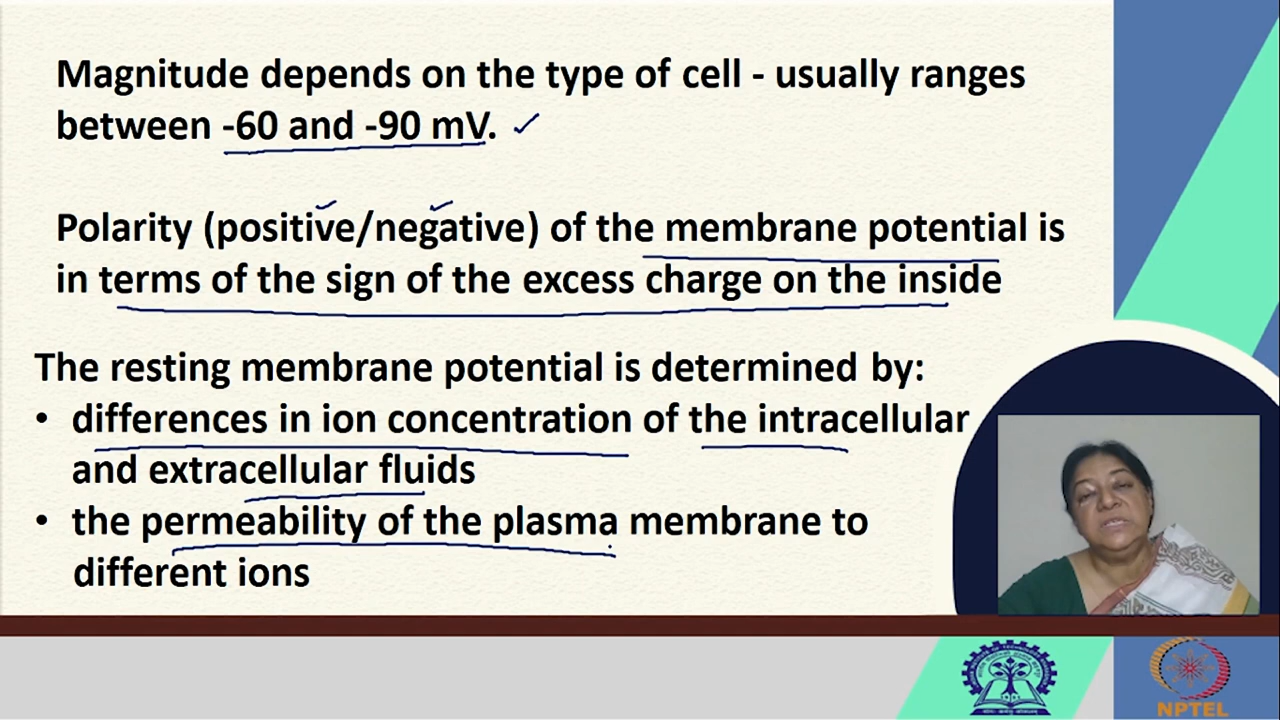 Magnitude depends on the type of cell - usually ranges
between -60 and -90 mV.
Polarity (positive/negative) of the membrane potential is
in terms of the sign of the excess charge on the inside
The resting membrane potential is determined by:
• differences in ion concentration of the intracellular
and extracellular fluids
• the permeability of the plasma membrane to
different ions
NPTEL